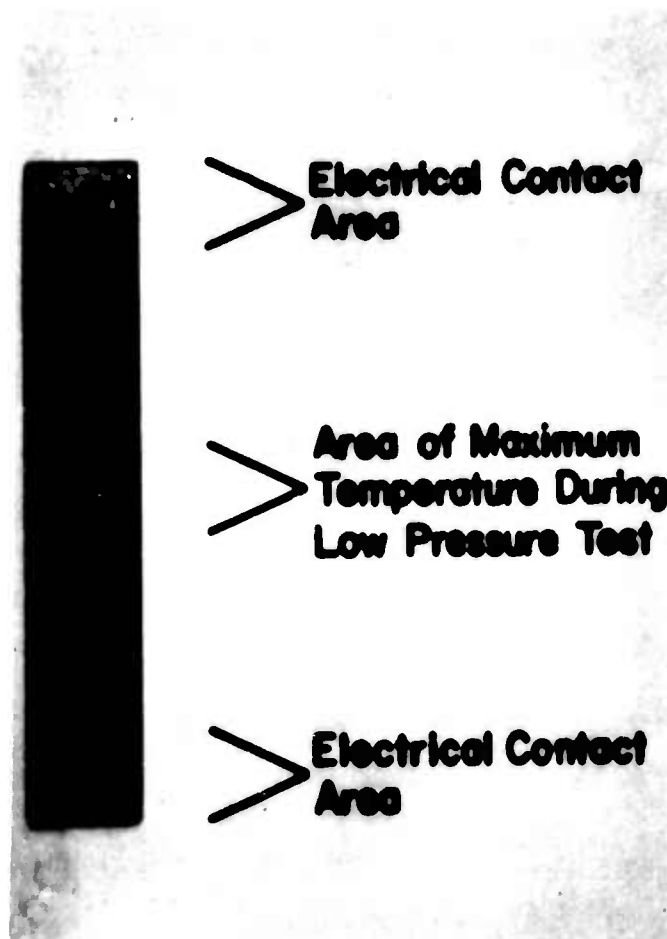 Electrical Contact
Area
Area of Maximum
Temperature During
Low Pressure Test
Electrical Contact
Area